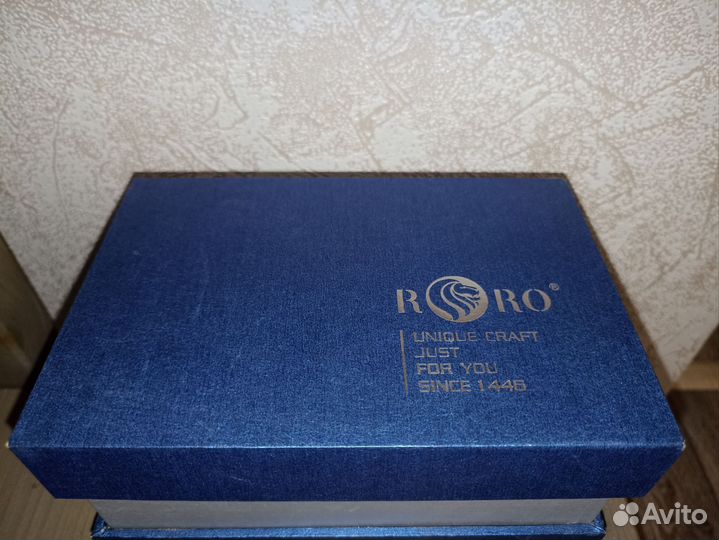 RORO®
UNIQUE CRAFT
JUST
FOR YOU
SINCE 1446
Avito